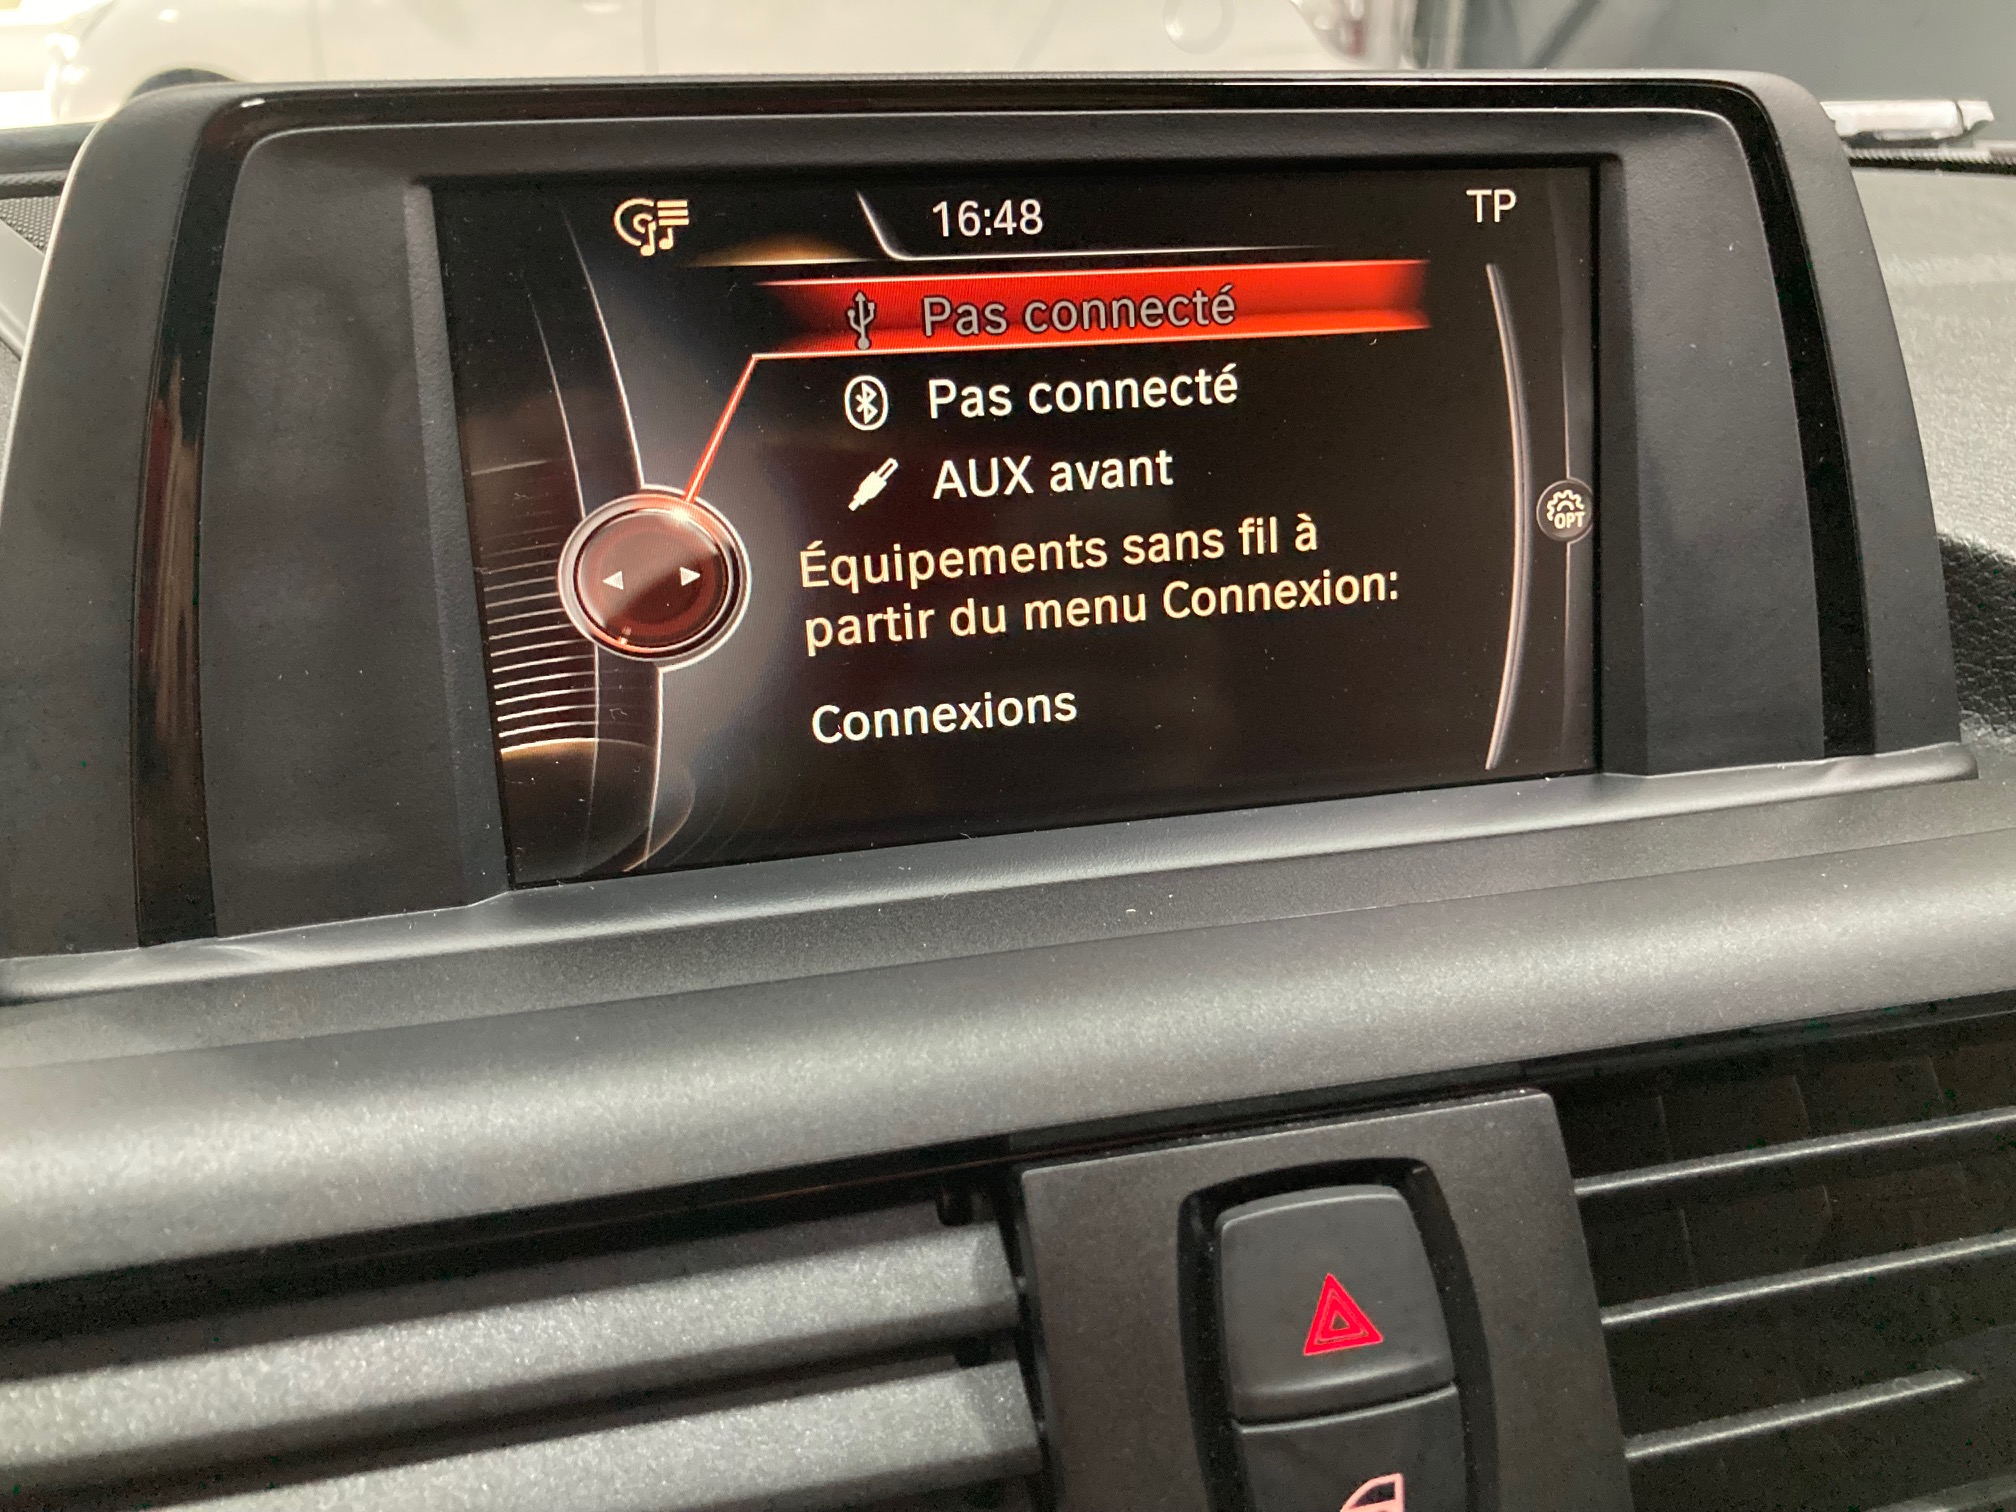 16:48
TP
Pas connecté
Pas connecté
AUX avant
Équipements sans fil à
partir du menu Connexion:
OPT
Connexions